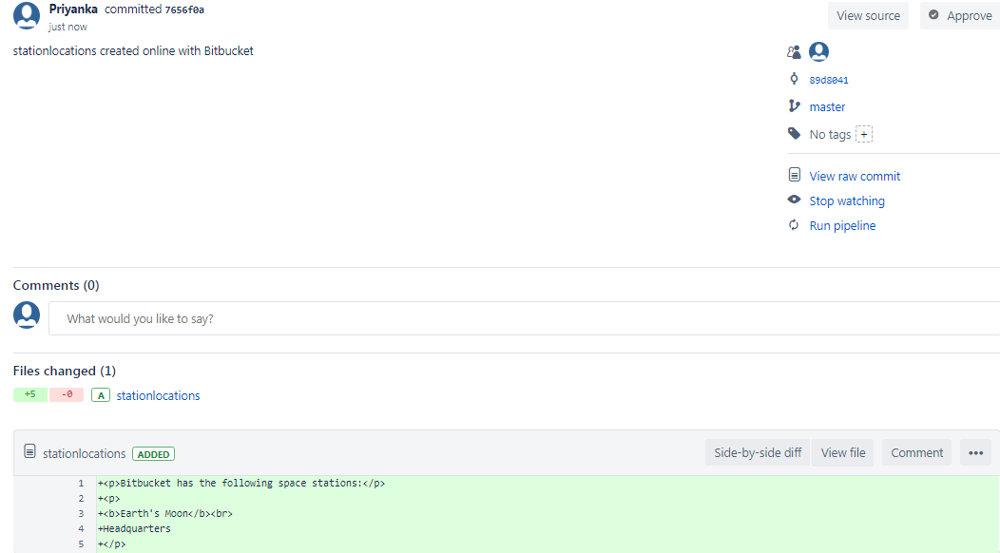 Priyanka committed 7656f0a
View source
Approve
just now
stationlocations created online with Bitbucket
89d8041
master
No tags +
View raw commit
Stop watching
Run pipeline
Comments (0)
What would you like to say?
Files changed (1)
+5 -0 A stationlocations
stationlocations ADDED Side-by-side diff View file Comment •••
1 +<p>Bitbucket has the following space stations:</p>
2 +<p>
3 +<b>Earth's Moon</b><br>
4 +Headquarters
5 +</p>